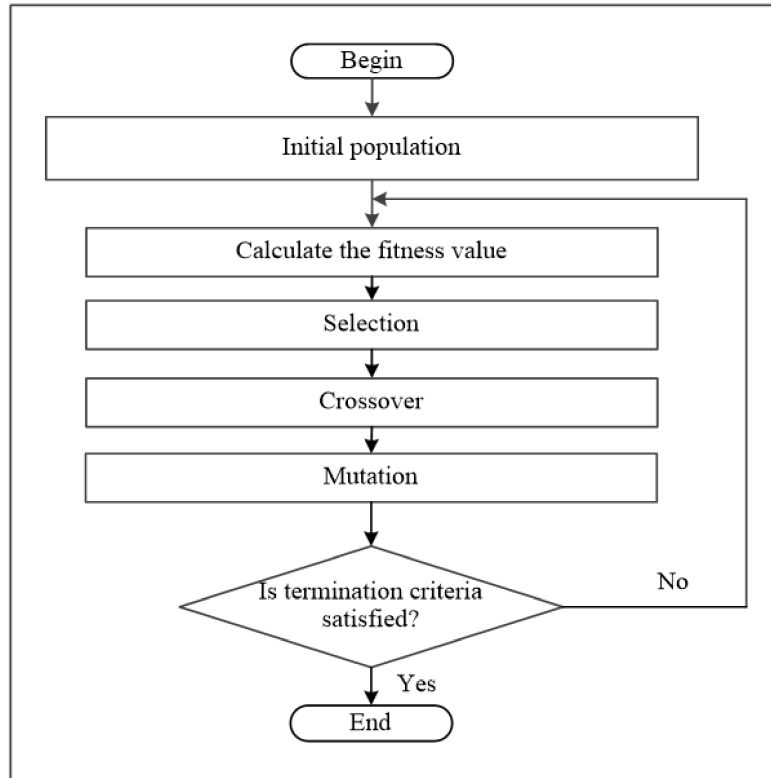 Begin
Initial population
Calculate the fitness value
Selection
Crossover
Mutation
Is termination criteria
satisfied?
No
Yes
End